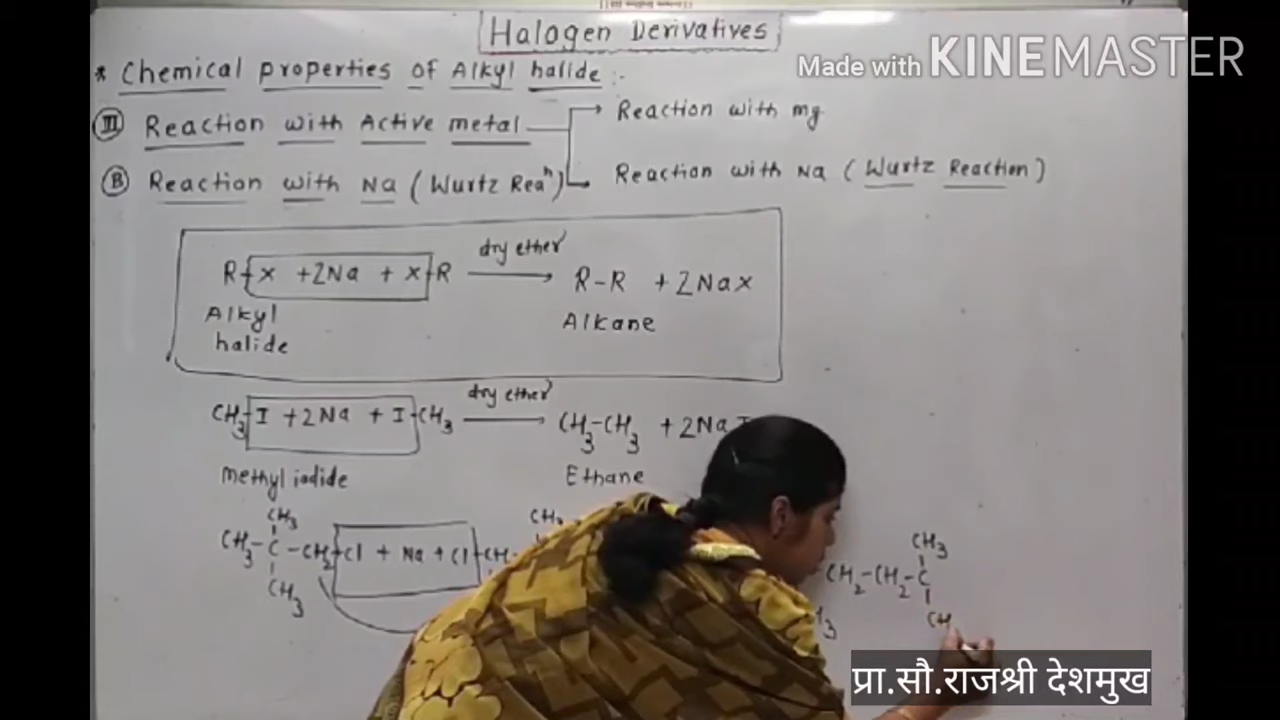 Halogen Derivatives
Made with KINEMASTER
* Chemical properties of Alkyl halide :-
III Reaction with Active metal
Reaction with mg
B Reaction with Na (Wurtz Reaⁿ)
Reaction with Na (Wurtz Reaction)
R-x +2Na + x-R dry ether R-R + 2Nax
Alkyl halide
Alkane
CH3-I +2Na + I-CH3 dry ether CH3-CH3 +2Na
methyl iodide
Ethane
CH3
CH3
CH3-C-CH2-Cl + Na + Cl-CH
CH3
CH3
CH2-CH2-C
CH
प्रा.सौ.राजश्री देशमुख